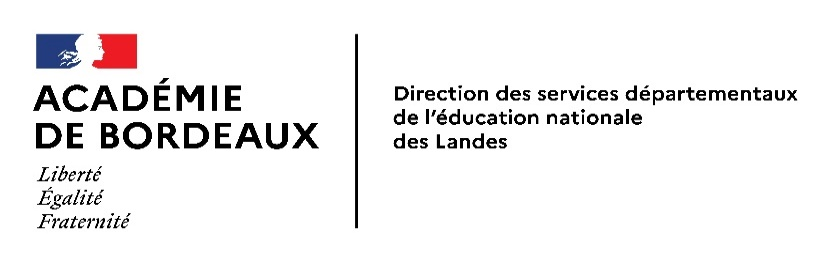 ACADÉMIE
DE BORDEAUX
Liberté
Égalité
Fraternité
Direction des services départementaux
de l'éducation nationale
des Landes